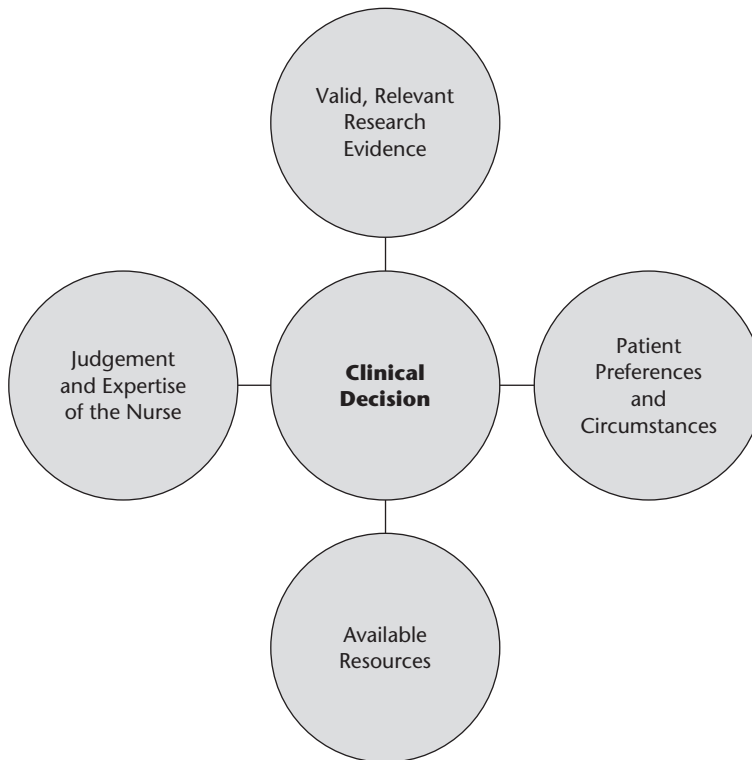 Valid, Relevant
Research
Evidence
Judgement
and Expertise
of the Nurse
Clinical
Decision
Patient
Preferences
and
Circumstances
Available
Resources